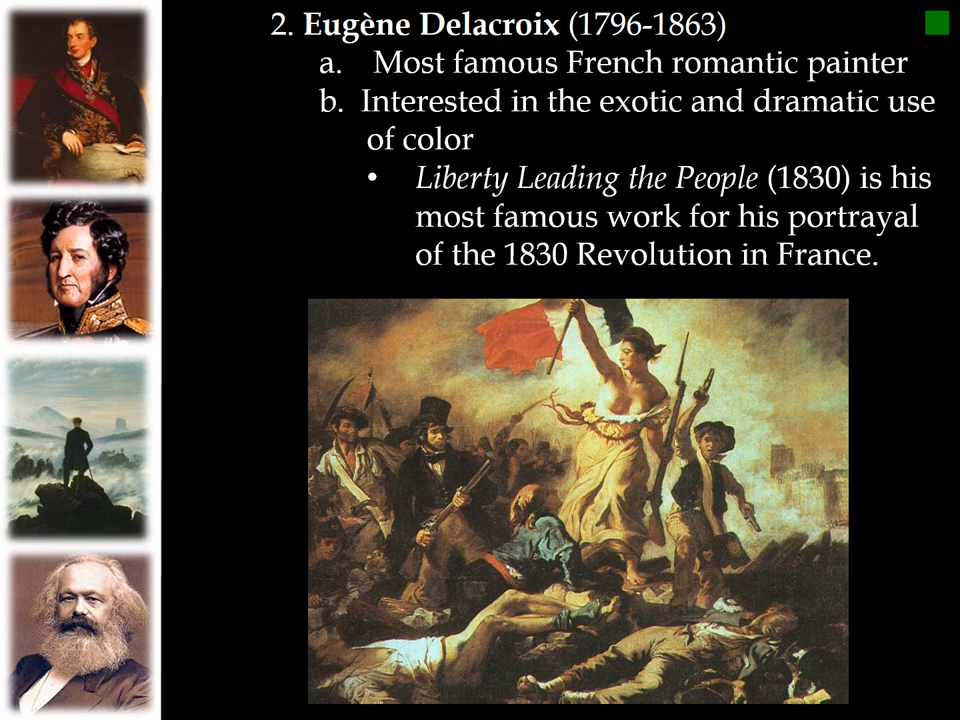 2. Eugène Delacroix (1796-1863)
a. Most famous French romantic painter
b. Interested in the exotic and dramatic use
of color
• Liberty Leading the People (1830) is his
most famous work for his portrayal
of the 1830 Revolution in France.